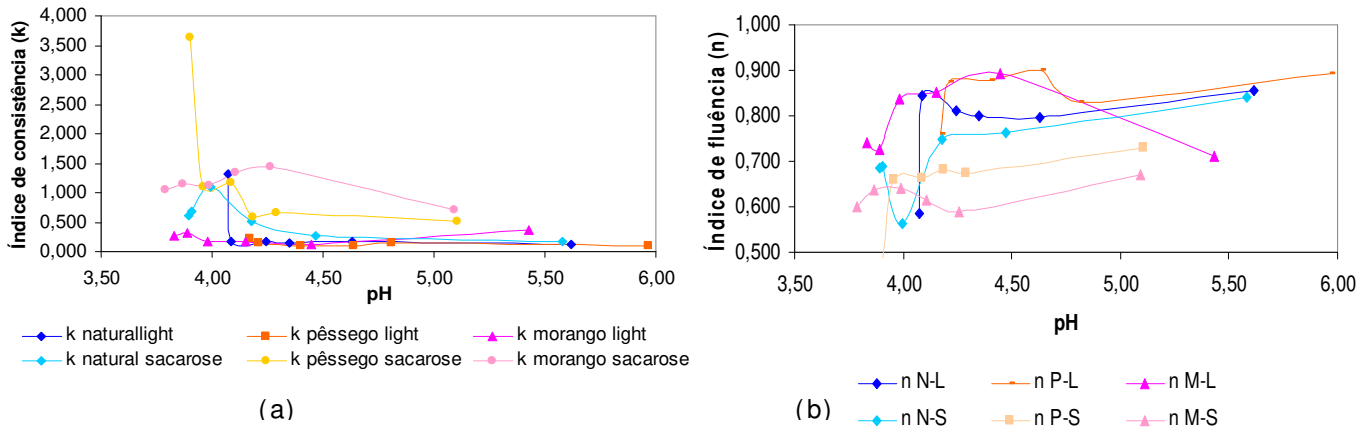 Índice de consistência (k)
4,000
3,500
3,000
2,500
2,000
1,500
1,000
0,500
0,000
3,50 4,00 4,50 5,00 5,50 6,00
pH
k naturallight k pêssego light k morango light
k natural sacarose k pêssego sacarose k morango sacarose
(a)
Índice de fluência (n)
1,000
0,900
0,800
0,700
0,600
0,500
3,50 4,00 4,50 5,00 5,50 6,00
pH
n N-L n P-L n M-L
n N-S n P-S n M-S
(b)